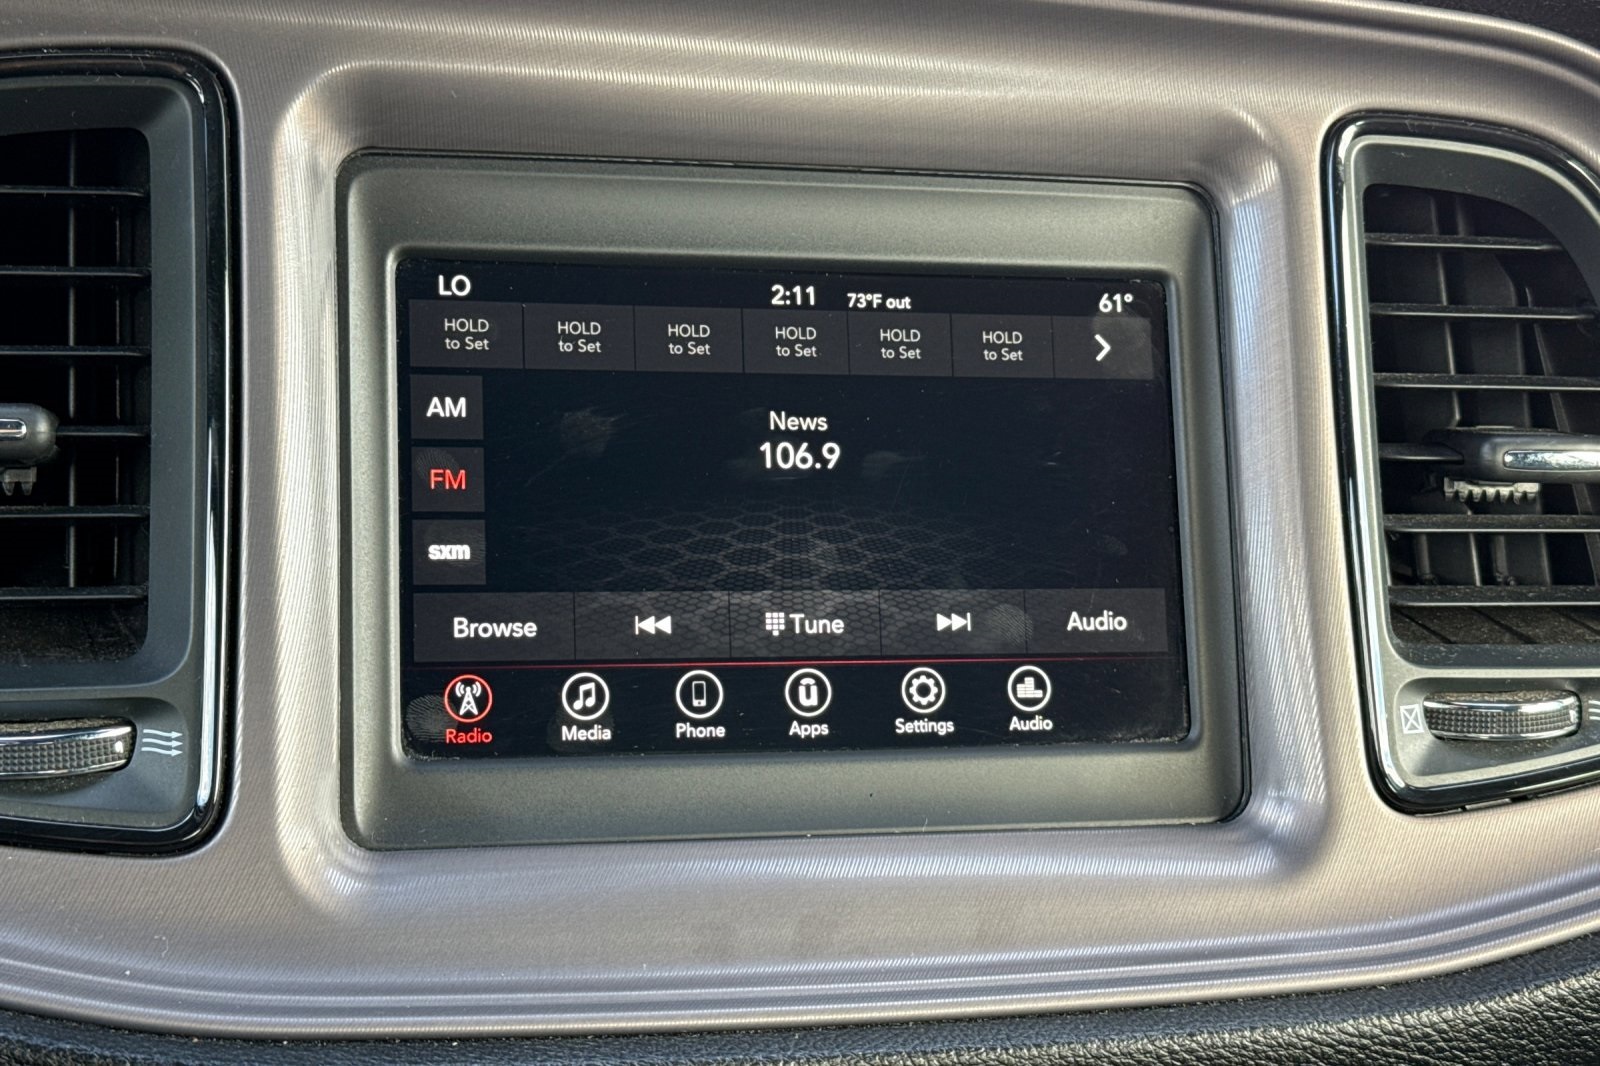 LO 2:11 73°F out 61°
HOLD to Set
HOLD to Set
HOLD to Set
HOLD to Set
HOLD to Set
HOLD to Set
AM
News
106.9
FM
sxm
Browse Tune Audio
Radio Media Phone Apps Settings Audio